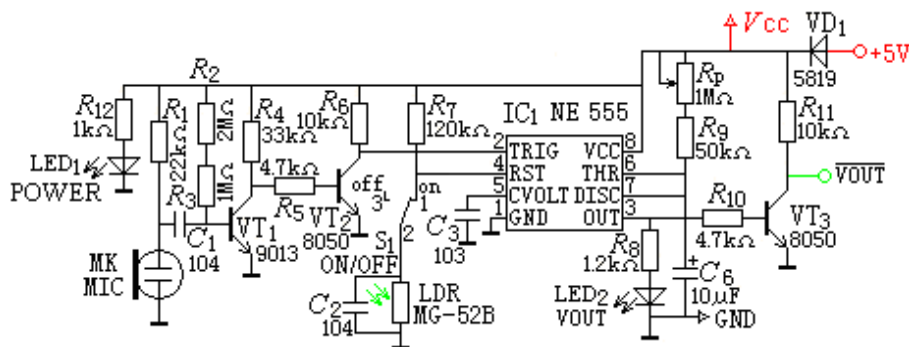 VCC
VD1
+5V
5819
R2
R12
1kΩ
R1
22kΩ
2MΩ
R4
33kΩ
R6
10kΩ
R7
120kΩ
IC1 NE 555
RP
1MΩ
R11
10kΩ
LED1
POWER
R3
1MΩ
4.7kΩ
R5
off
3
on
1
2 TRIG VCC 8
4 RST THR 6
5 CVOLT DISC 7
1 GND OUT 3
R9
50kΩ
VOUT
C1
104
VT1
9013
VT2
8050
S1
ON/OFF
2
C3
103
R8
1.2kΩ
R10
4.7kΩ
VT3
8050
MK
MIC
C2
104
LDR
MG-52B
LED2
VOUT
+
C6
10μF
GND